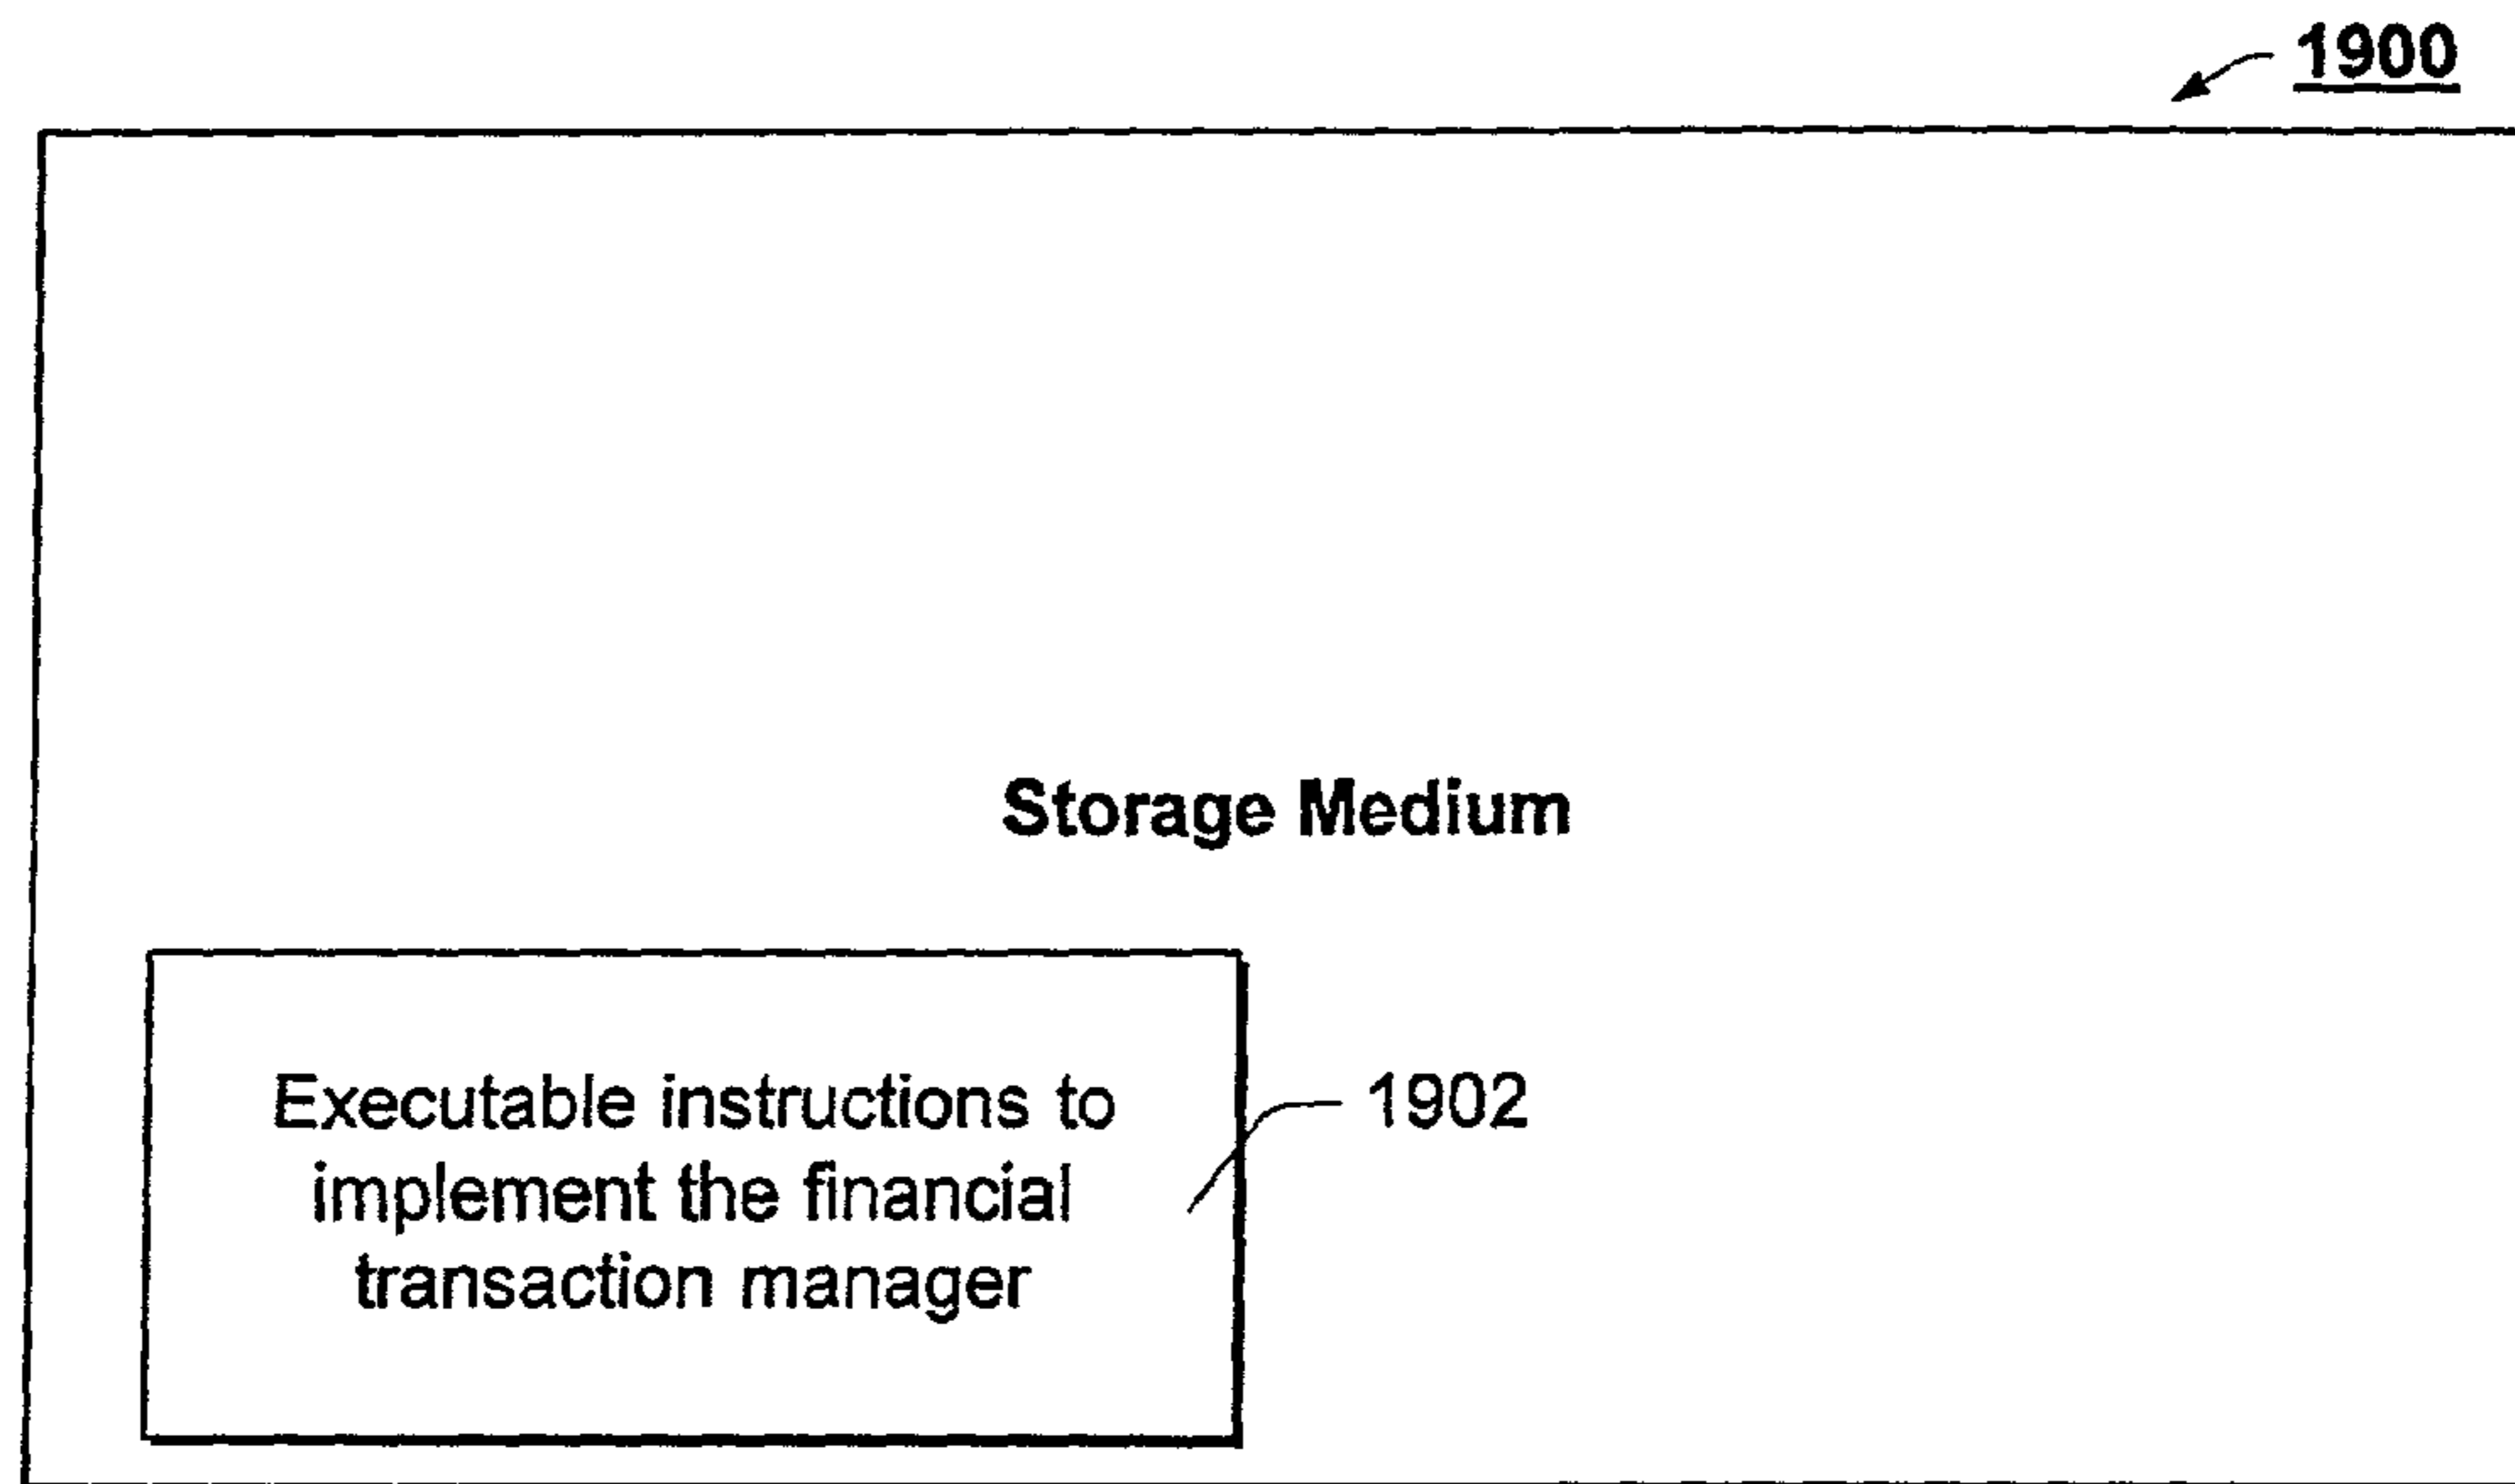 1900
Storage Medium
Executable instructions to
implement the financial
transaction manager
1902